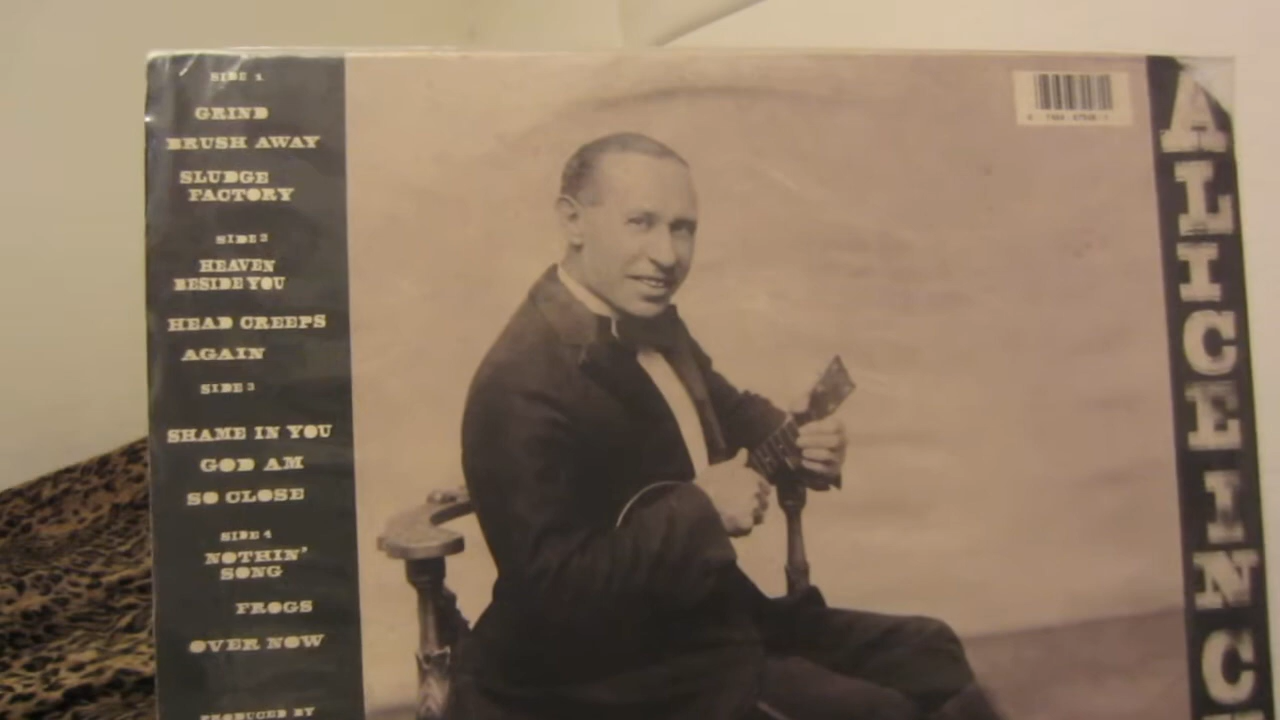 SIDE 1
GRIND
BRUSH AWAY
SLUDGE
FACTORY
SIDE 2
HEAVEN
BESIDE YOU
HEAD CREEPS
AGAIN
SIDE 3
SHAME IN YOU
GOD AM
SO CLOSE
SIDE 4
NOTHIN'
SONG
FROGS
OVER NOW
PRODUCED BY
ALICE IN C